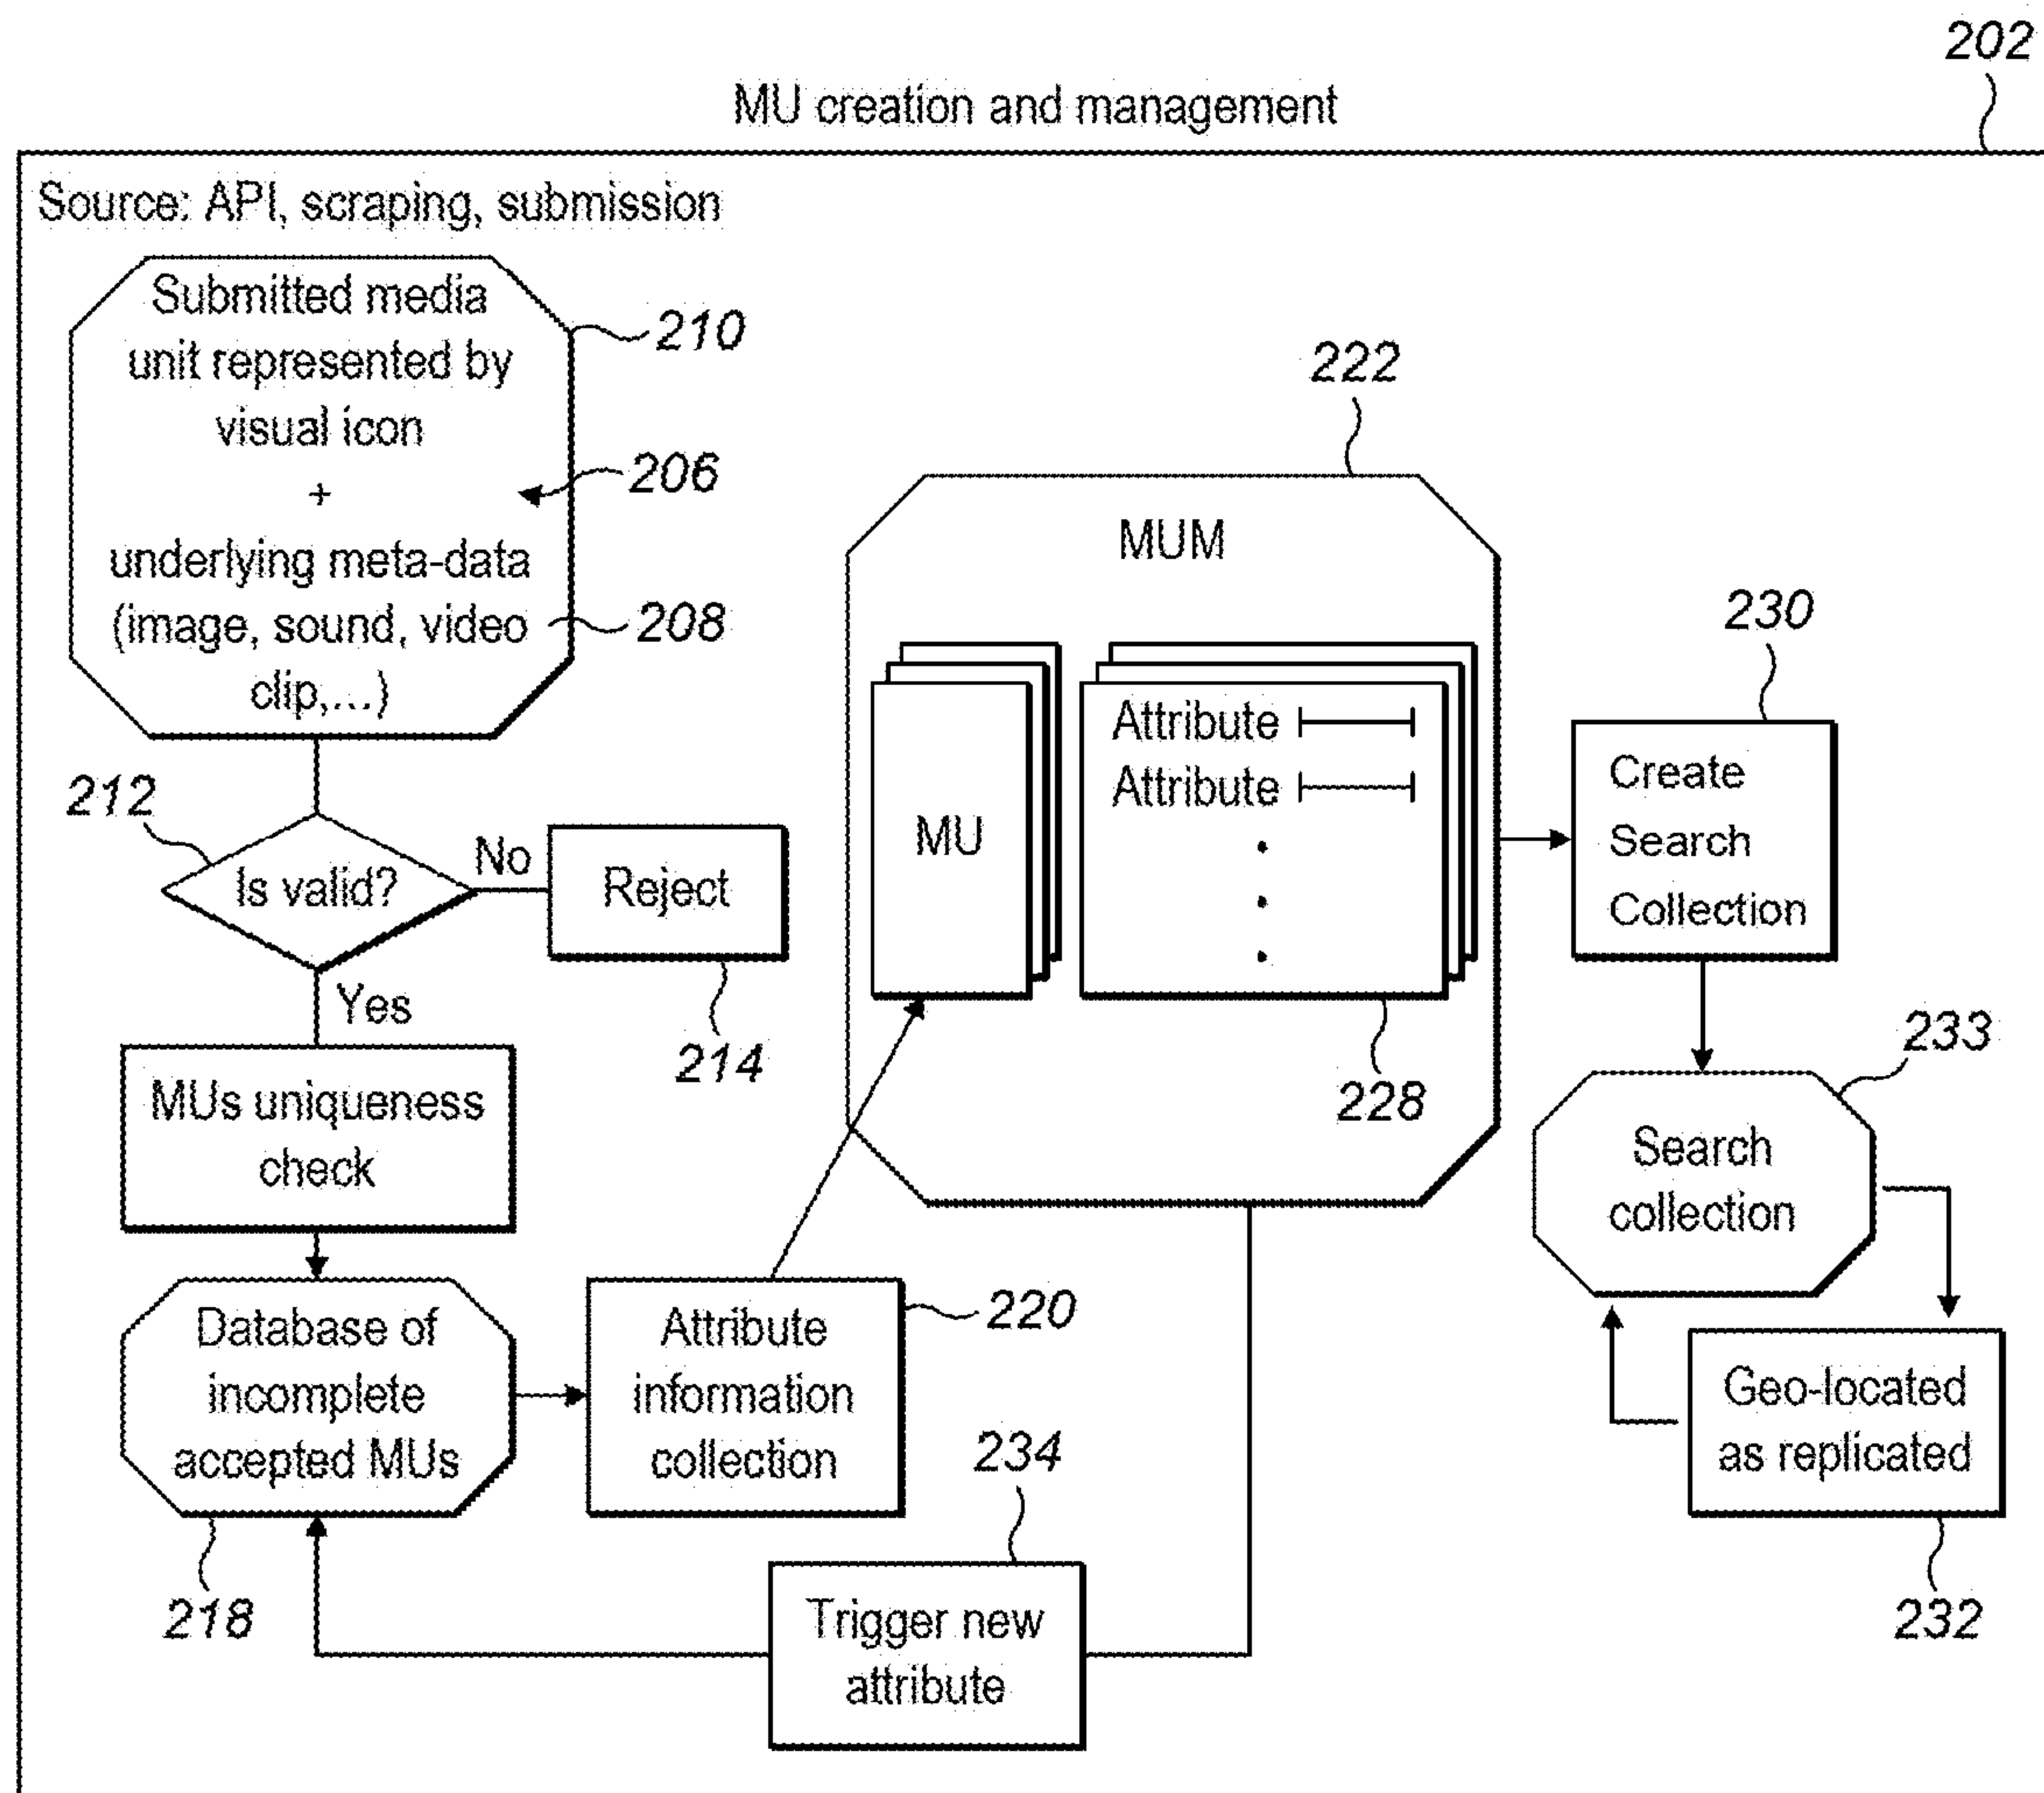 202
MU creation and management
Source: API, scraping, submission
Submitted media
unit represented by
visual icon
+
underlying meta-data
(image, sound, video
clip,...)
210
206
208
212
Is valid?
No
Reject
214
Yes
MUs uniqueness
check
Database of
incomplete
accepted MUs
218
Attribute
information
collection
220
222
MUM
MU
Attribute
Attribute
228
230
Create
Search
Collection
233
Search
collection
Geo-located
as replicated
232
234
Trigger new
attribute